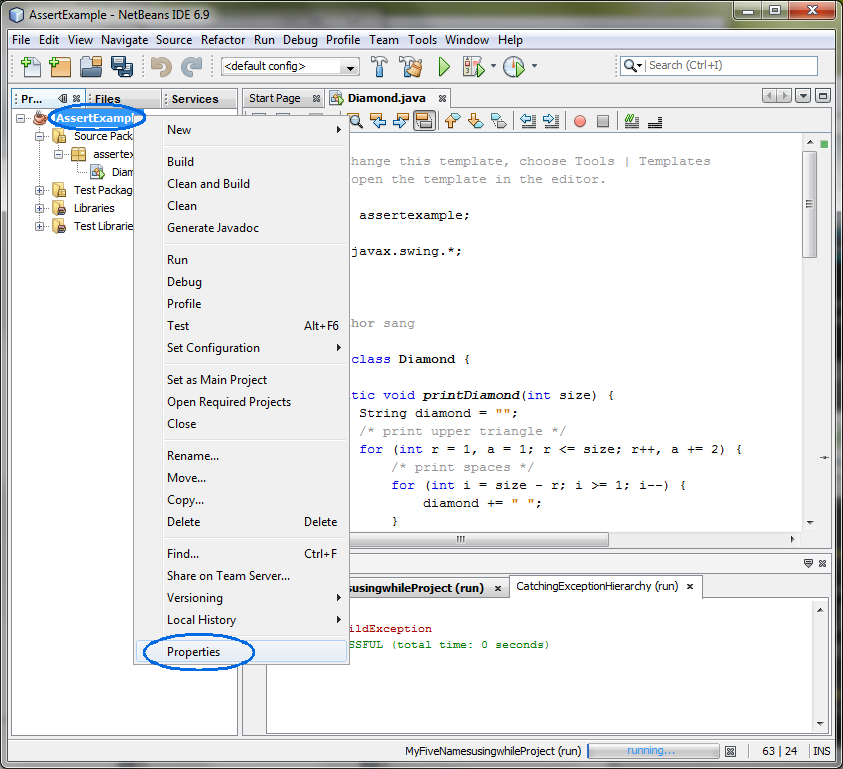 AssertExample - NetBeans IDE 6.9
File Edit View Navigate Source Refactor Run Debug Profile Team Tools Window Help
<default config>
Search (Ctrl+I)
Pr...
Files
Services
Start Page
Diamond.java
AssertExample
Source Pack
assertex
Diam
Test Packag
Libraries
Test Librarie
New
Build
Clean and Build
Clean
Generate Javadoc
Run
Debug
Profile
Test Alt+F6
Set Configuration
Set as Main Project
Open Required Projects
Close
Rename...
Move...
Copy...
Delete Delete
Find... Ctrl+F
Share on Team Server...
Versioning
Local History
Properties
hange this template, choose Tools | Templates
open the template in the editor.
assertexample;
javax.swing.*;
hor sang
class Diamond {
tic void printDiamond(int size) {
String diamond = "";
/* print upper triangle */
for (int r = 1, a = 1; r <= size; r++, a += 2) {
/* print spaces */
for (int i = size - r; i >= 1; i--) {
diamond += " ";
}
susingwhileProject (run)
CatchingExceptionHierarchy (run)
ildException
SSFUL (total time: 0 seconds)
MyFiveNamesusingwhileProject (run)
running...
63 | 24
INS